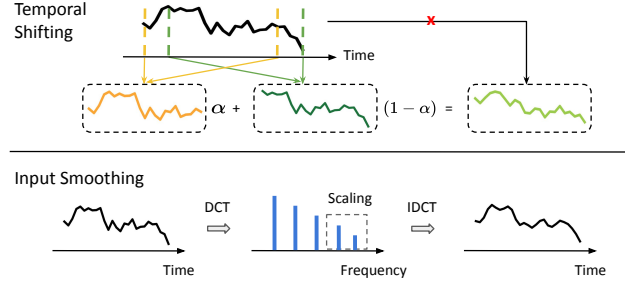 Temporal
Shifting
x
Time
α + (1 − α) =
Input Smoothing
DCT
Scaling
IDCT
Time
Frequency
Time